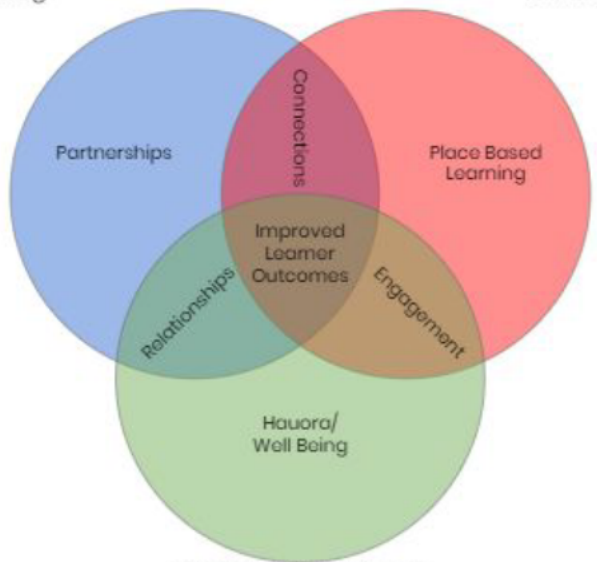 Connections
Partnerships
Place Based
Learning
Improved
Learner
Outcomes
Relationships
Engagement
Hauora/
Well Being